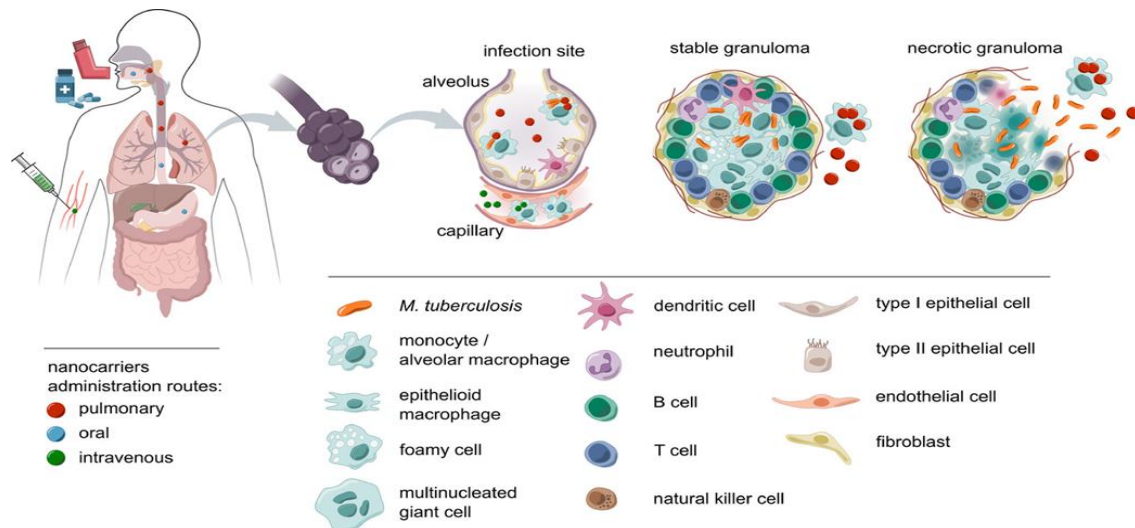 infection site
stable granuloma
necrotic granuloma
alveolus
capillary
nanocarriers
administration routes:
pulmonary
oral
intravenous
M. tuberculosis
monocyte /
alveolar macrophage
epithelioid
macrophage
foamy cell
multinucleated
giant cell
dendritic cell
neutrophil
B cell
T cell
natural killer cell
type I epithelial cell
type II epithelial cell
endothelial cell
fibroblast